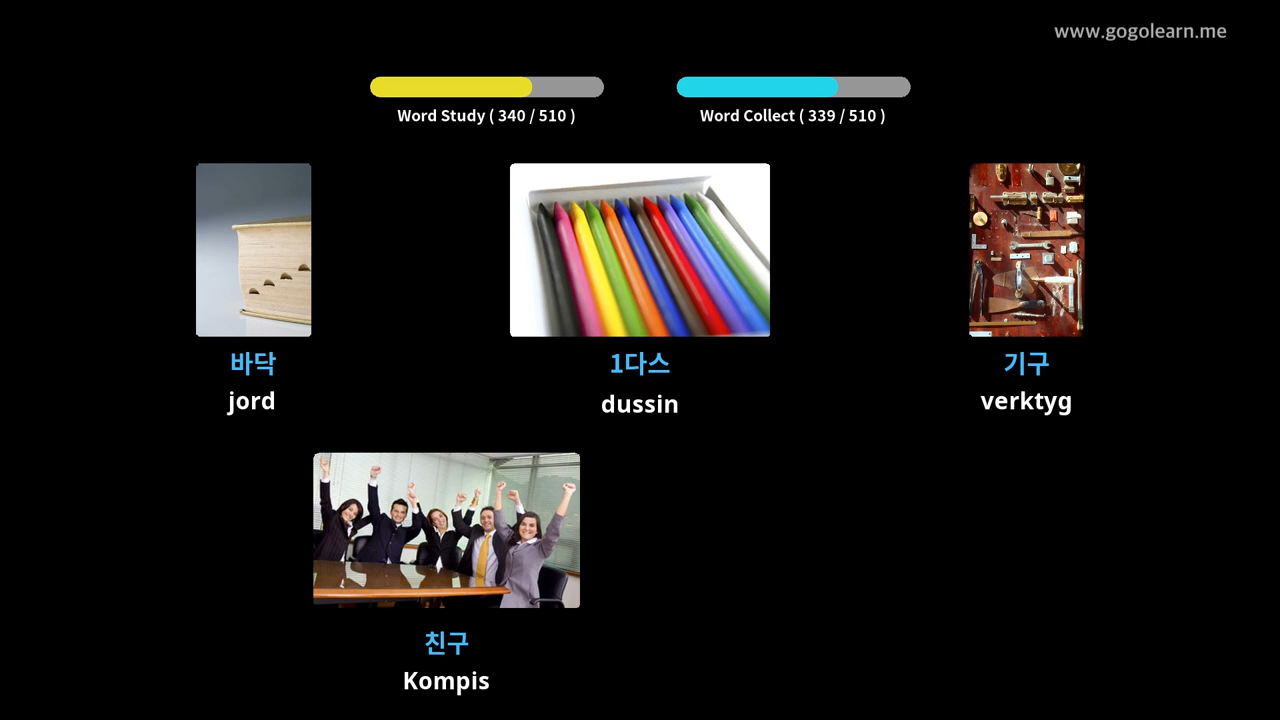 www.gogolearn.me
Word Study ( 340 / 510 )
Word Collect ( 339 / 510 )
바닥
jord
1다스
dussin
기구
verktyg
친구
Kompis